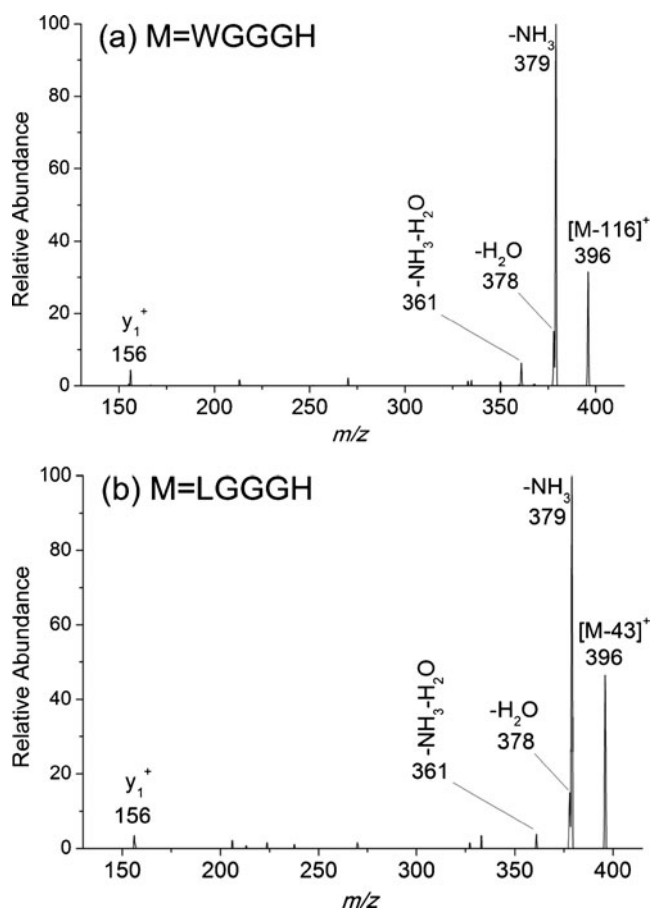 (a) M=WGGGH
-NH₃
379
[M-116]⁺
396
-H₂O
378
-NH₃-H₂O
361
y₁⁺
156
Relative Abundance
100
80
60
40
20
0
150 200 250 300 350 400
m/z
(b) M=LGGGH
-NH₃
379
[M-43]⁺
396
-H₂O
378
-NH₃-H₂O
361
y₁⁺
156
Relative Abundance
100
80
60
40
20
0
150 200 250 300 350 400
m/z